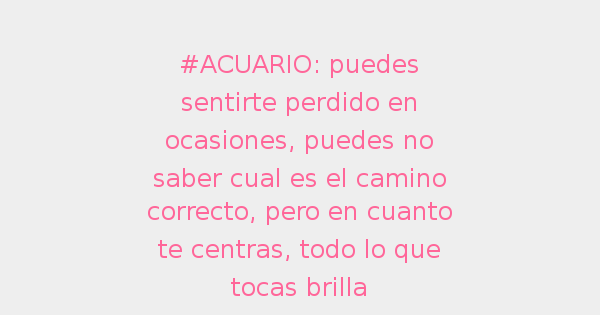 #ACUARIO: puedes
sentirte perdido en
ocasiones, puedes no
saber cual es el camino
correcto, pero en cuanto
te centras, todo lo que
tocas brilla